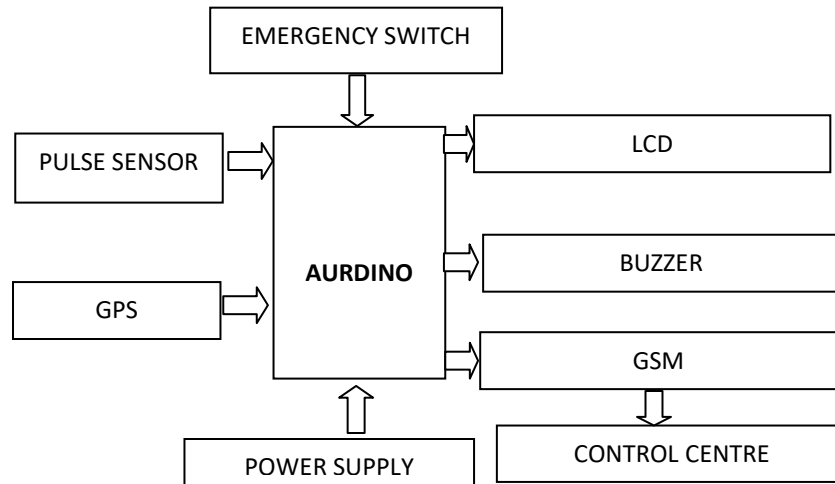 EMERGENCY SWITCH
PULSE SENSOR
LCD
AURDINO
BUZZER
GPS
GSM
POWER SUPPLY
CONTROL CENTRE